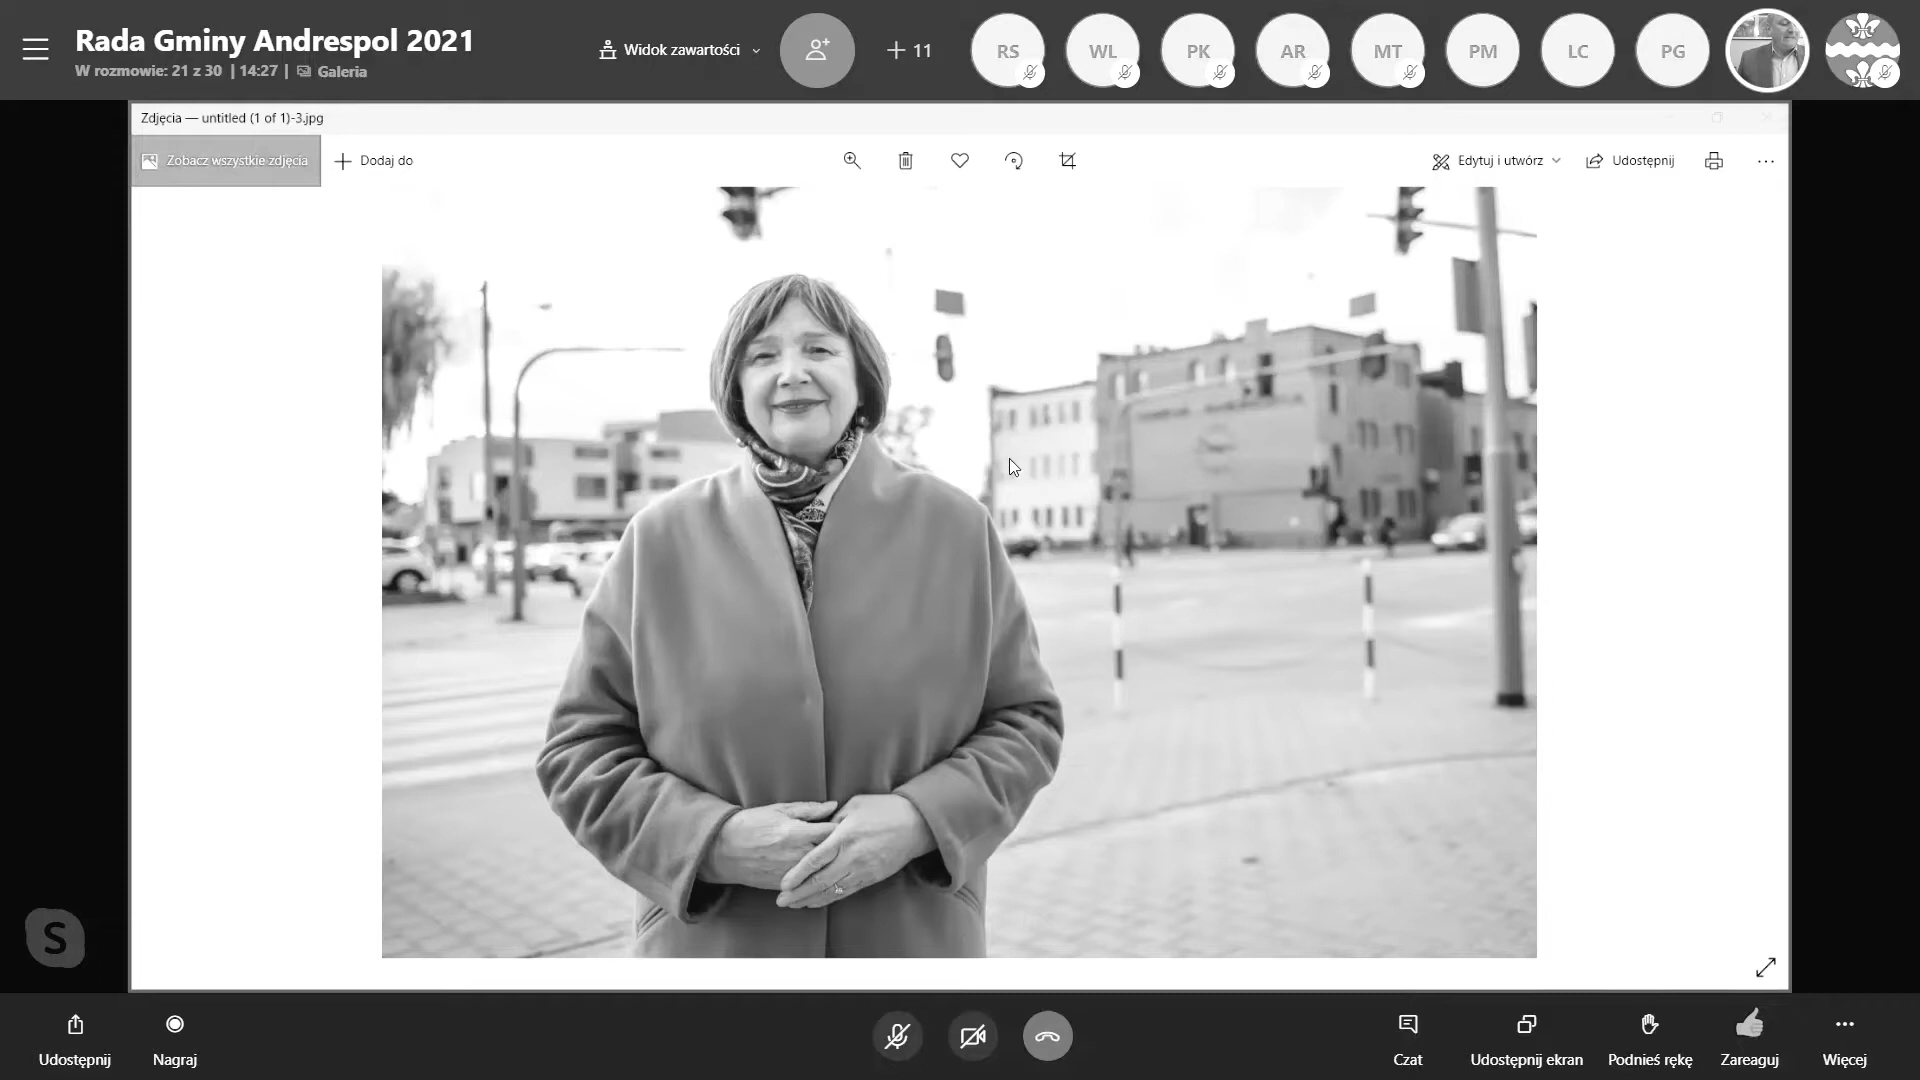 Rada Gminy Andrespol 2021
W rozmowie: 21 z 30 | 14:27 | Galeria
Widok zawartości
+ 11
RS
WL
PK
AR
MT
PM
LC
PG
Zdjęcia — untitled (1 of 1)-3.jpg
Zobacz wszystkie zdjęcia
Dodaj do
Edytuj i utwórz
Udostępnij
S
Udostępnij
Nagraj
Czat
Udostępnij ekran
Podnieś rękę
Zareaguj
Więcej